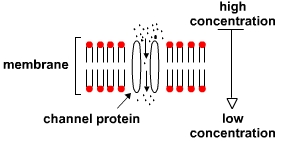 high
concentration
membrane
channel protein
low
concentration